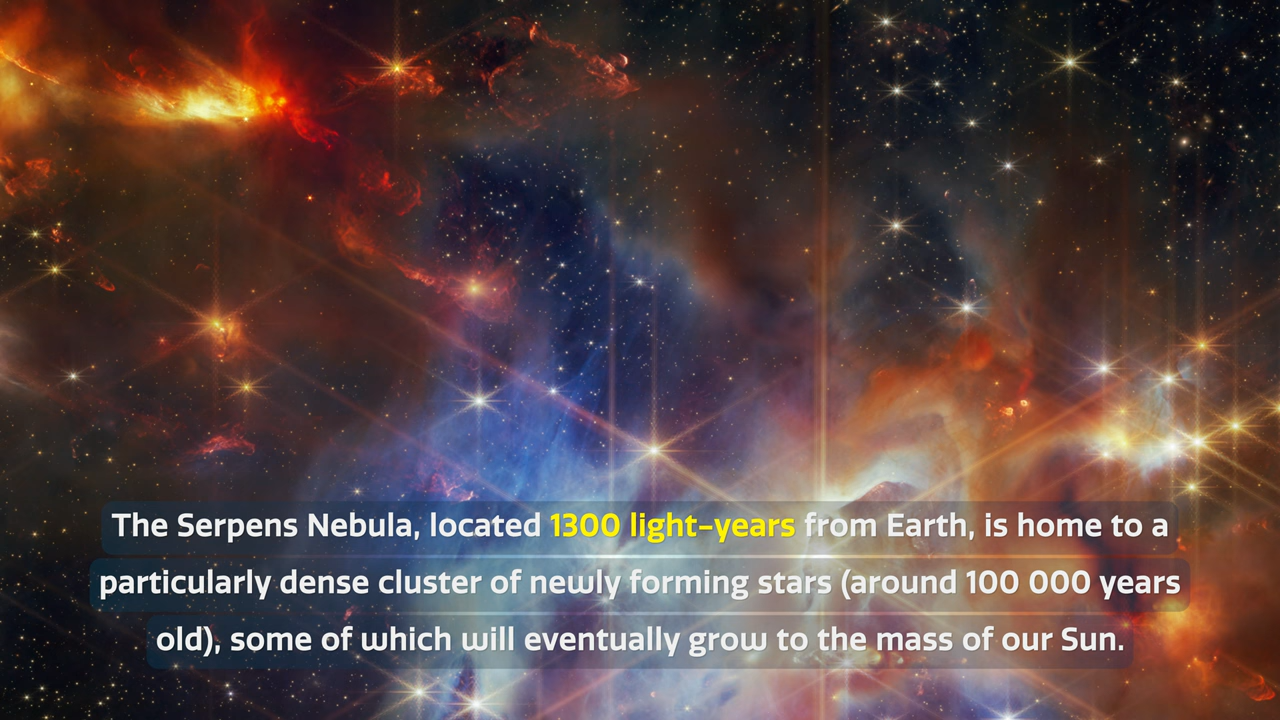 The Serpens Nebula, located 1300 light-years from Earth, is home to a
particularly dense cluster of newly forming stars (around 100 000 years
old), some of which will eventually grow to the mass of our Sun.